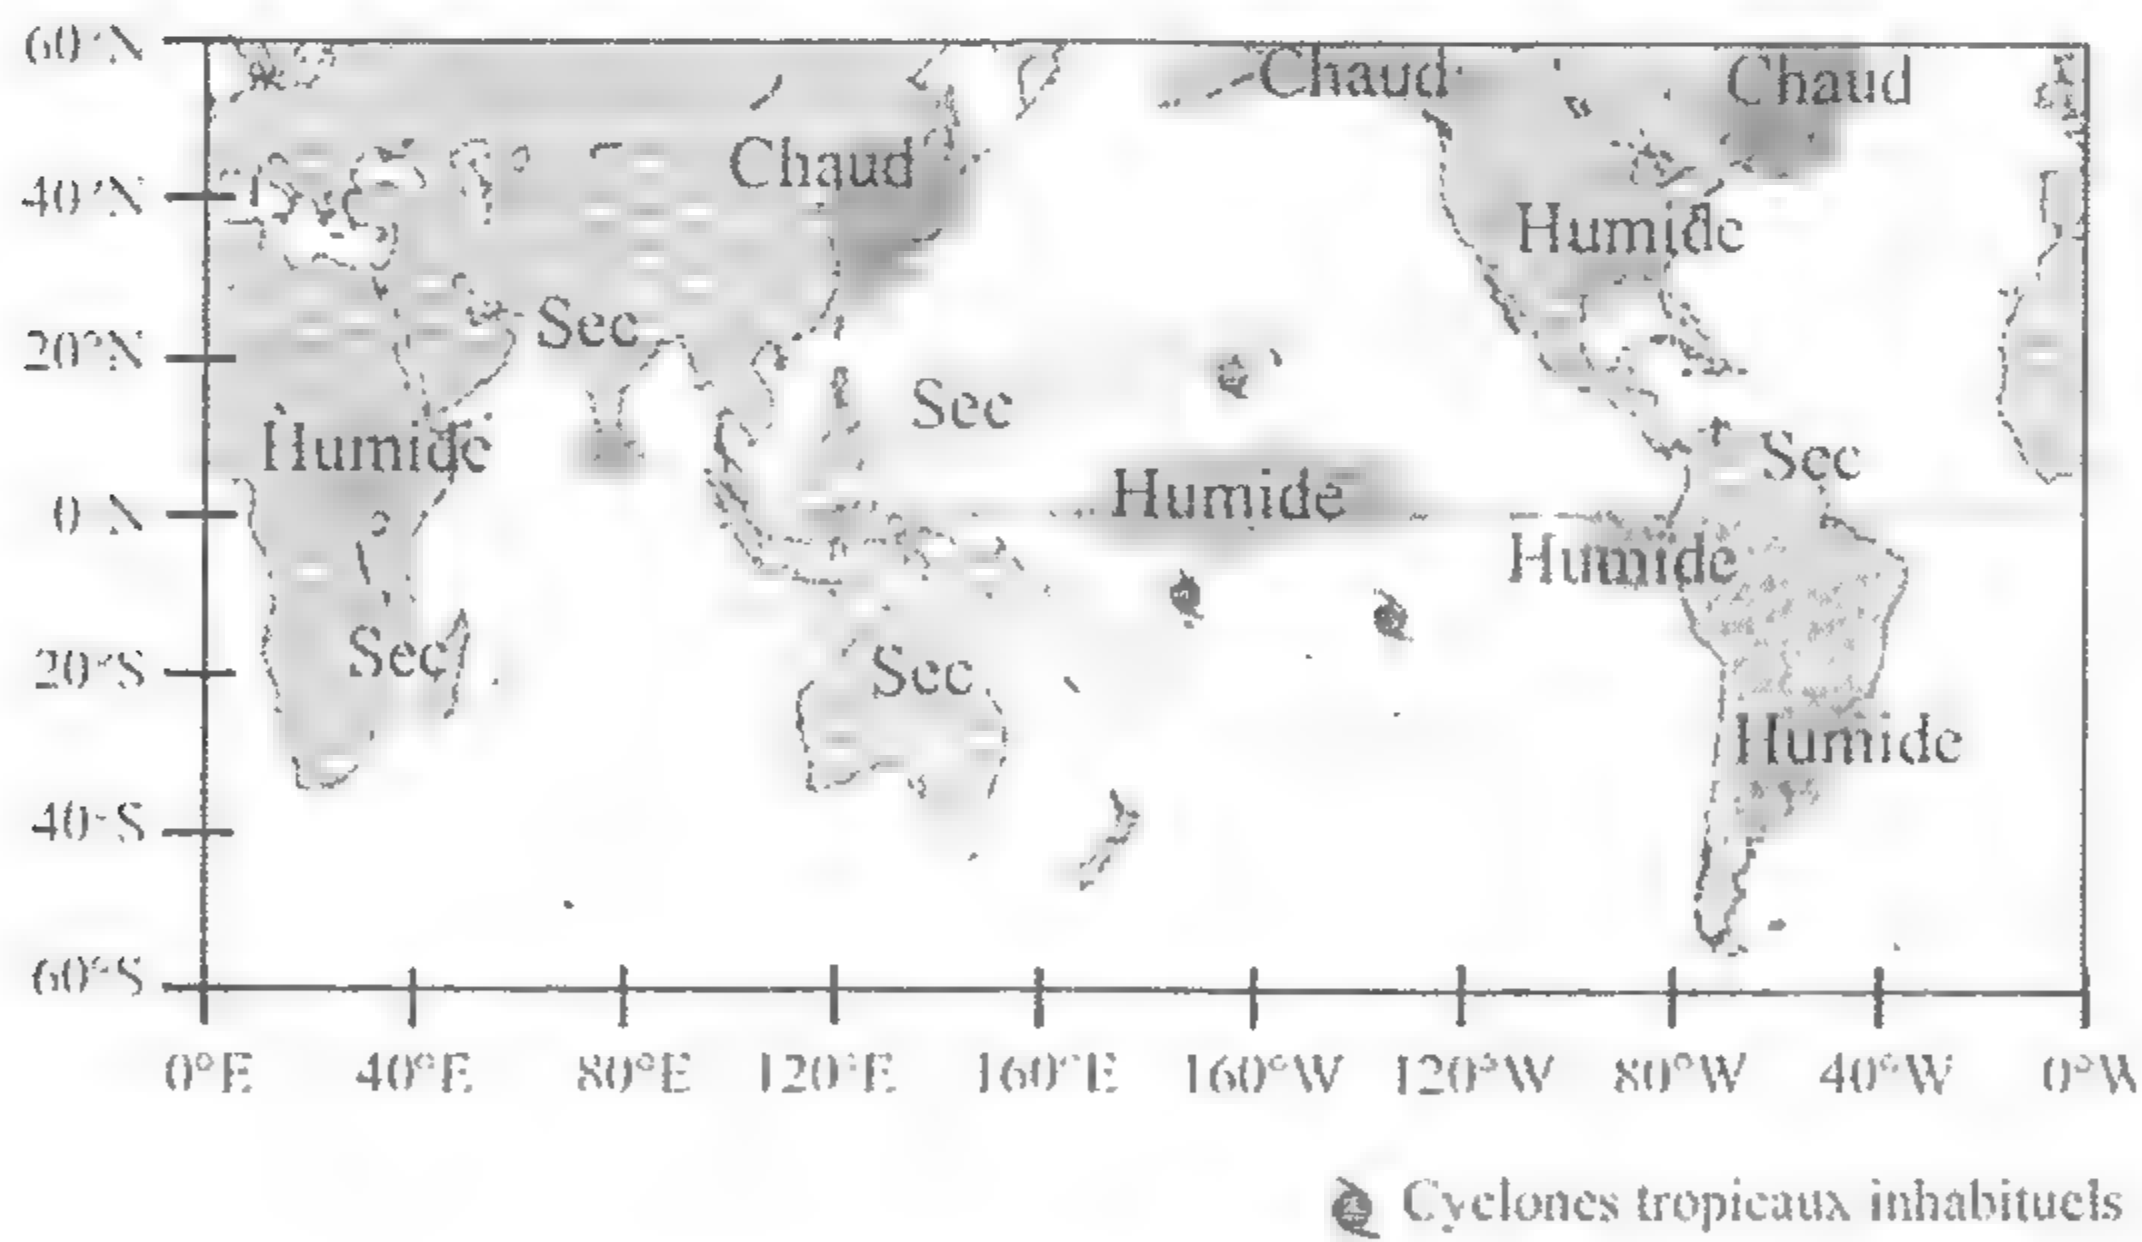 60°N
Chaud
Chaud
Chaud
40°N
Humide
Sec
20°N
Sec
Humide
Sec
Humide
0°N
Humide
Sec
Sec
20°S
Humide
40°S
60°S
0°E 40°E 80°E 120°E 160°E 160°W 120°W 80°W 40°W 0°W
Cyclones tropicaux inhabituels